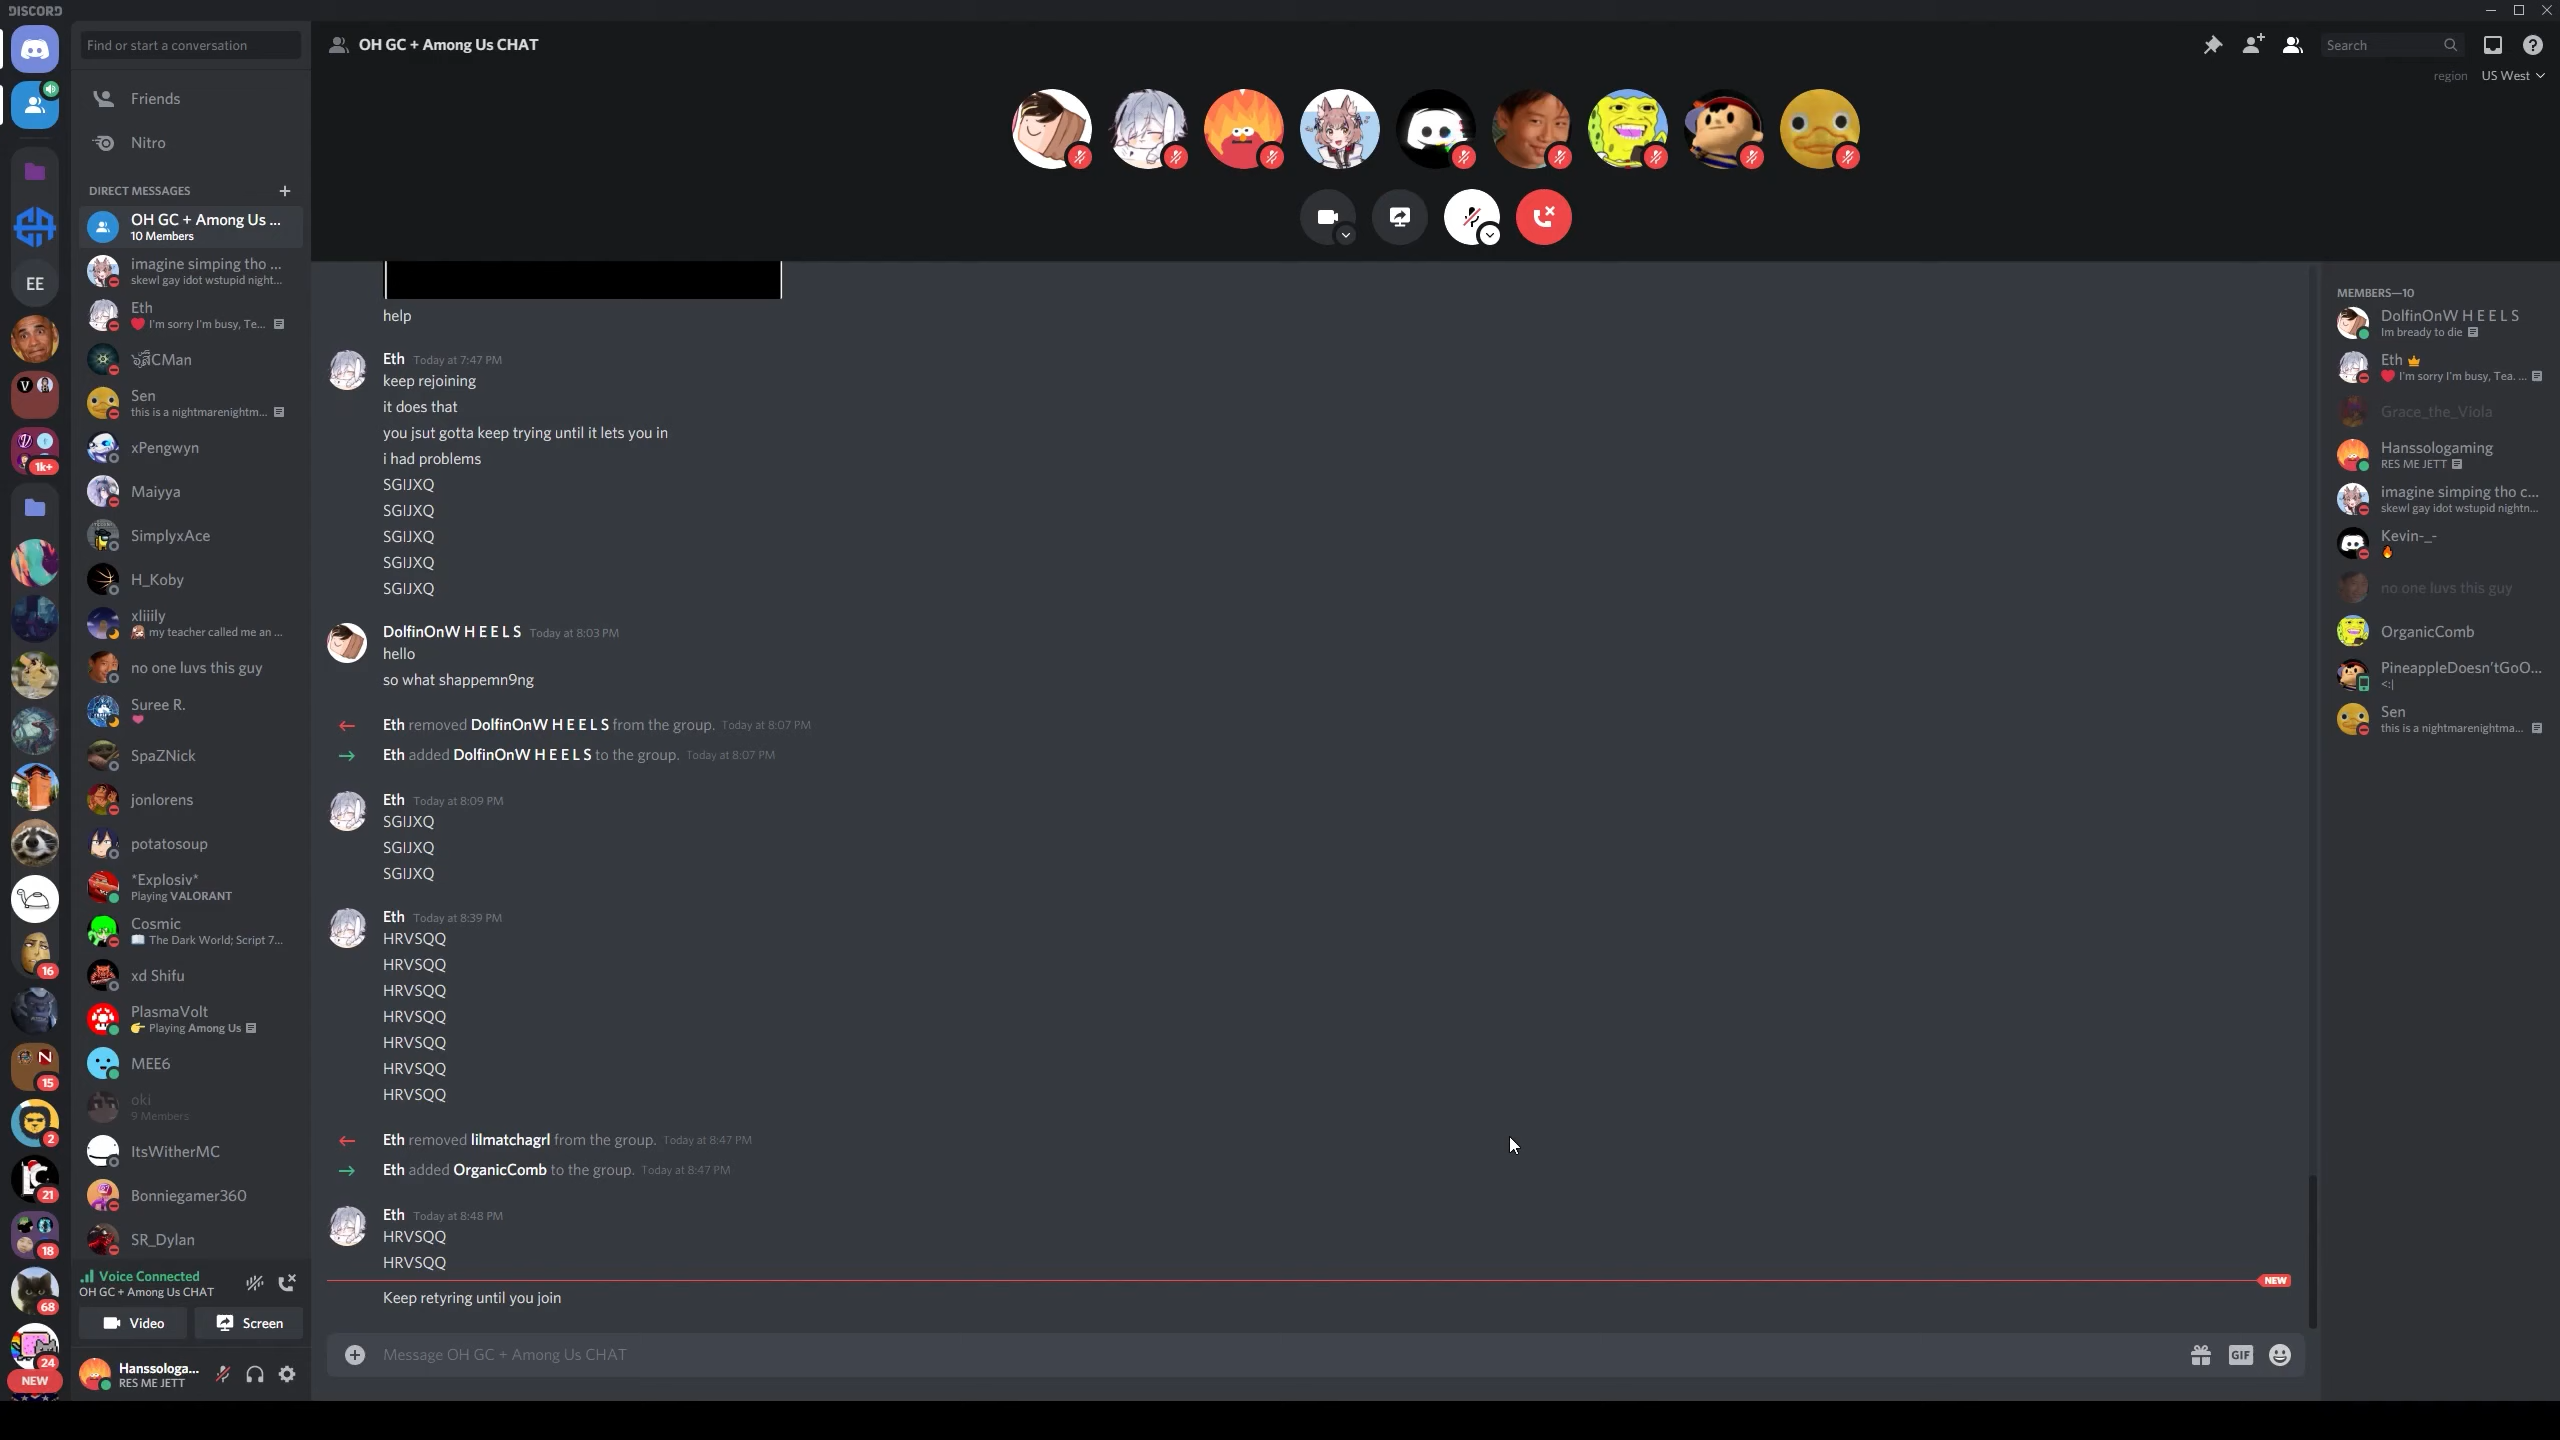 DISCORD
Find or start a conversation
Friends
Nitro
DIRECT MESSAGES
OH GC + Among Us ...
10 Members
imagine simping tho ...
skewl gay idot wstupid night...
Eth
❤️ I'm sorry I'm busy, Te...
CMan
Sen
this is a nightmarenightm...
xPengwyn
Maiyya
SimplyxAce
H_Koby
xliiily
my teacher called me an ...
no one luvs this guy
Suree R.
SpaZNick
jonlorens
potatosoup
*Explosiv*
Playing VALORANT
Cosmic
The Dark World; Script 7...
xd Shifu
PlasmaVolt
👉 Playing Among Us
MEE6
oki
9 Members
ItsWitherMC
Bonniegamer360
SR_Dylan
Voice Connected
OH GC + Among Us CHAT
Video
Screen
Hanssologa...
RES ME JETT
EE
V
1k+
16
N
15
2
21
18
68
24
NEW
OH GC + Among Us CHAT
Search
region
US West
help
Eth Today at 7:47 PM
keep rejoining
it does that
you jsut gotta keep trying until it lets you in
i had problems
SGIJXQ
SGIJXQ
SGIJXQ
SGIJXQ
SGIJXQ
DolfinOnW H E E L S Today at 8:03 PM
hello
so what shappemn9ng
Eth removed DolfinOnW H E E L S from the group. Today at 8:07 PM
Eth added DolfinOnW H E E L S to the group. Today at 8:07 PM
Eth Today at 8:09 PM
SGIJXQ
SGIJXQ
SGIJXQ
Eth Today at 8:39 PM
HRVSQQ
HRVSQQ
HRVSQQ
HRVSQQ
HRVSQQ
HRVSQQ
HRVSQQ
Eth removed lilmatchagrl from the group. Today at 8:47 PM
Eth added OrganicComb to the group. Today at 8:47 PM
Eth Today at 8:48 PM
HRVSQQ
HRVSQQ
NEW
Keep retyring until you join
Message OH GC + Among Us CHAT
GIF
MEMBERS—10
DolfinOnW H E E L S
Im bready to die
Eth
❤️ I'm sorry I'm busy, Tea. ...
Grace_the_Viola
Hanssologaming
RES ME JETT
imagine simping tho c...
skewl gay idot wstupid nightn...
Kevin-_-
🔥
no one luvs this guy
OrganicComb
PineappleDoesn'tGoO...
<:|
Sen
this is a nightmarenightma...